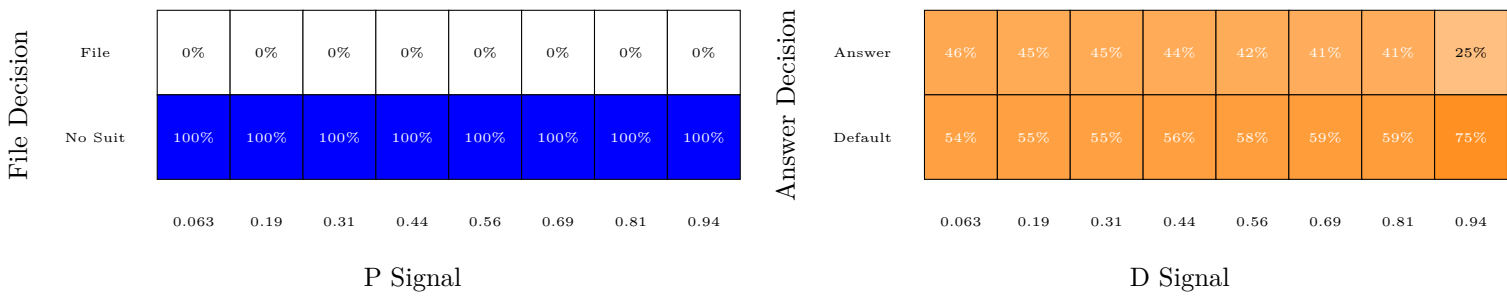 File Decision
File 0% 0% 0% 0% 0% 0% 0% 0%
No Suit 100% 100% 100% 100% 100% 100% 100% 100%
0.063 0.19 0.31 0.44 0.56 0.69 0.81 0.94
P Signal
Answer Decision
Answer 46% 45% 45% 44% 42% 41% 41% 25%
Default 54% 55% 55% 56% 58% 59% 59% 75%
0.063 0.19 0.31 0.44 0.56 0.69 0.81 0.94
D Signal